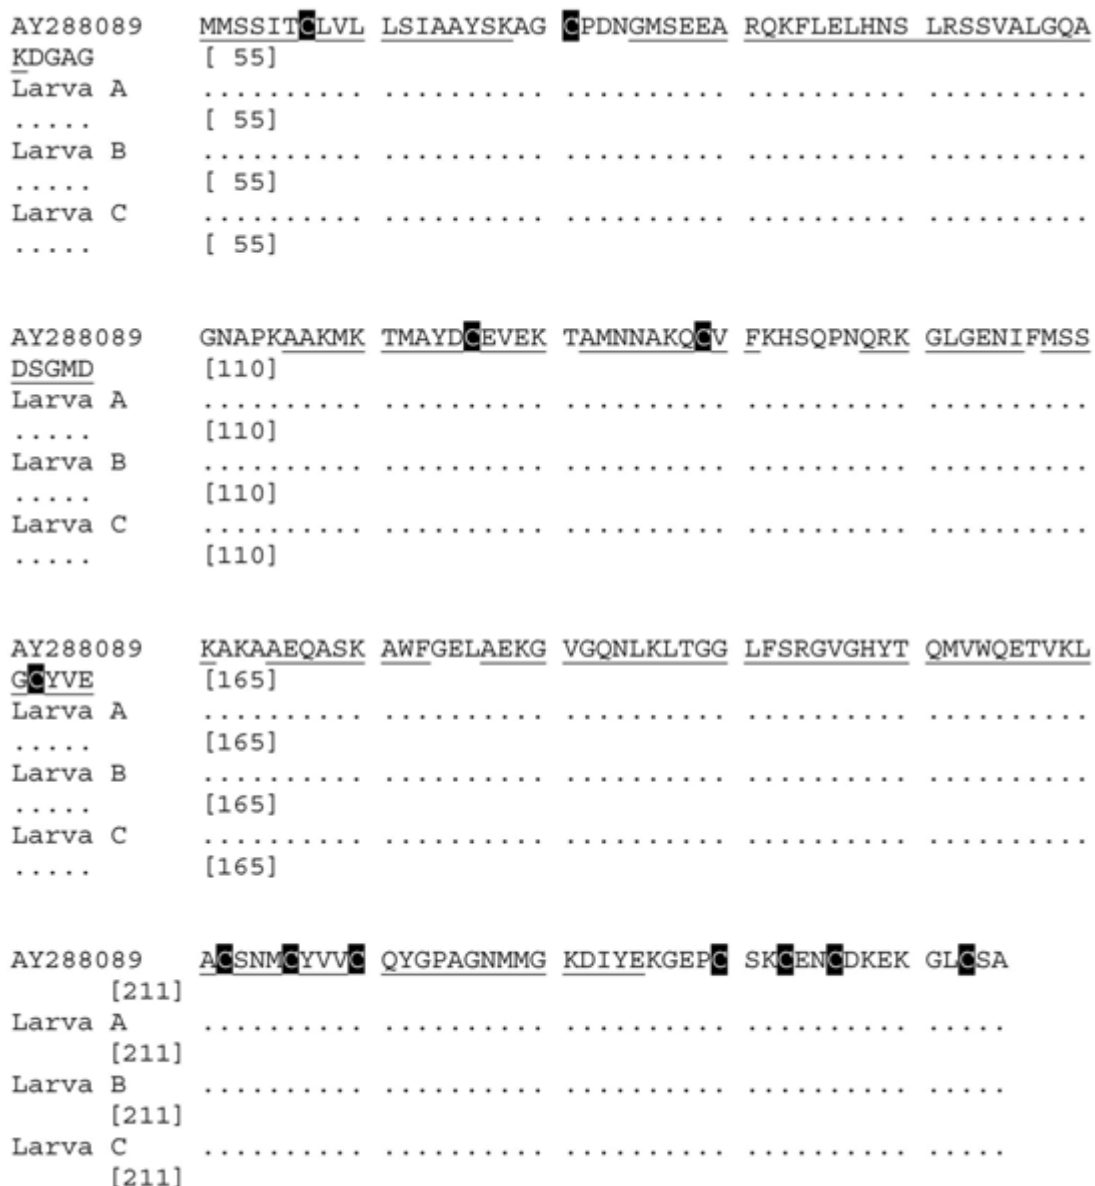 AY288089 MMSSITCLVL LSIAAYSKAG CPDNGMSEEA RQKFLELHNS LRSSVALGQA
KDGAG [ 55]
Larva A .......... .......... .......... .......... ..........
..... [ 55]
Larva B .......... .......... .......... .......... ..........
..... [ 55]
Larva C .......... .......... .......... .......... ..........
..... [ 55]
AY288089 GNAPKAAKMK TMAYDCEVEK TAMNNAKQCV FKHSQPNQRK GLGENIFMSS
DSGMD [110]
Larva A .......... .......... .......... .......... ..........
..... [110]
Larva B .......... .......... .......... .......... ..........
..... [110]
Larva C .......... .......... .......... .......... ..........
..... [110]
AY288089 KAKAAEQASK AWFGELAEKG VGQNLKLTGG LFSRGVGHYT QMVWQETVKL
GCYVE [165]
Larva A .......... .......... .......... .......... ..........
..... [165]
Larva B .......... .......... .......... .......... ..........
..... [165]
Larva C .......... .......... .......... .......... ..........
..... [165]
AY288089 ACSNMCYVVC QYGPAGNMMG KDIYEKGEPC SKCENCDKEK GLCSA
[211]
Larva A .......... .......... .......... .......... .....
[211]
Larva B .......... .......... .......... .......... .....
[211]
Larva C .......... .......... .......... .......... .....
[211]